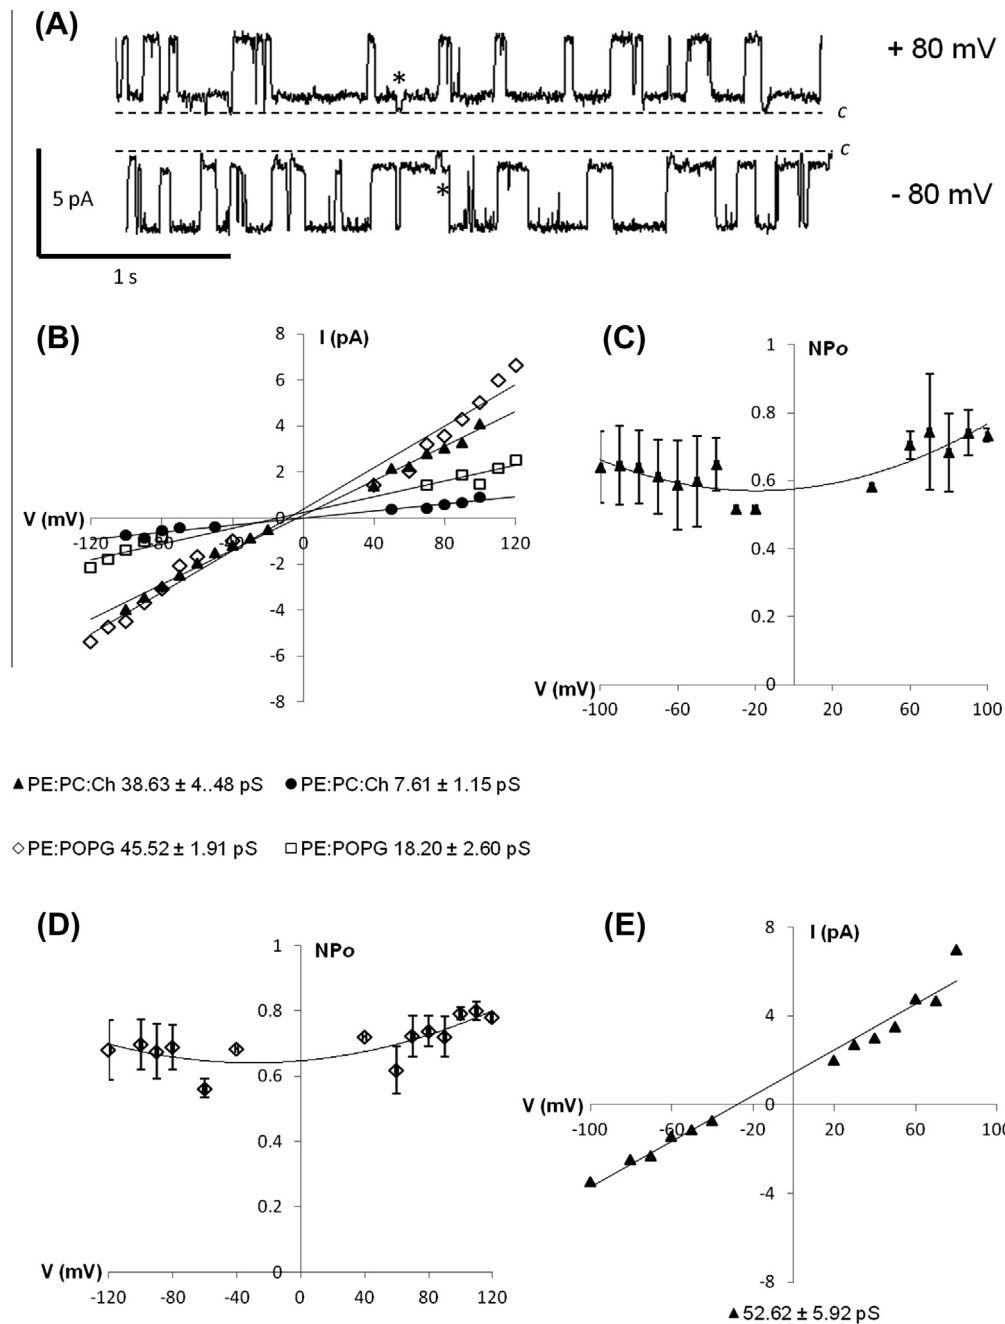 (A)
+ 80 mV
*
c
c
5 pA
*
- 80 mV
1 s
(B)
I (pA)
8
6
4
2
V (mV)
-120
-80
-40
0
40
80
120
-2
-4
-6
-8
(C)
NPo
1
0.8
0.6
0.4
0.2
0
V (mV)
-100
-60
-20
20
60
100
▲ PE:PC:Ch 38.63 ± 4..48 pS ● PE:PC:Ch 7.61 ± 1.15 pS
◇ PE:POPG 45.52 ± 1.91 pS □ PE:POPG 18.20 ± 2.60 pS
(D)
NPo
1
0.8
0.6
0.4
0.2
0
V (mV)
-120
-80
-40
0
40
80
120
(E)
I (pA)
8
4
V (mV)
0
-100
-60
-20
20
60
100
-4
-8
▲ 52.62 ± 5.92 pS